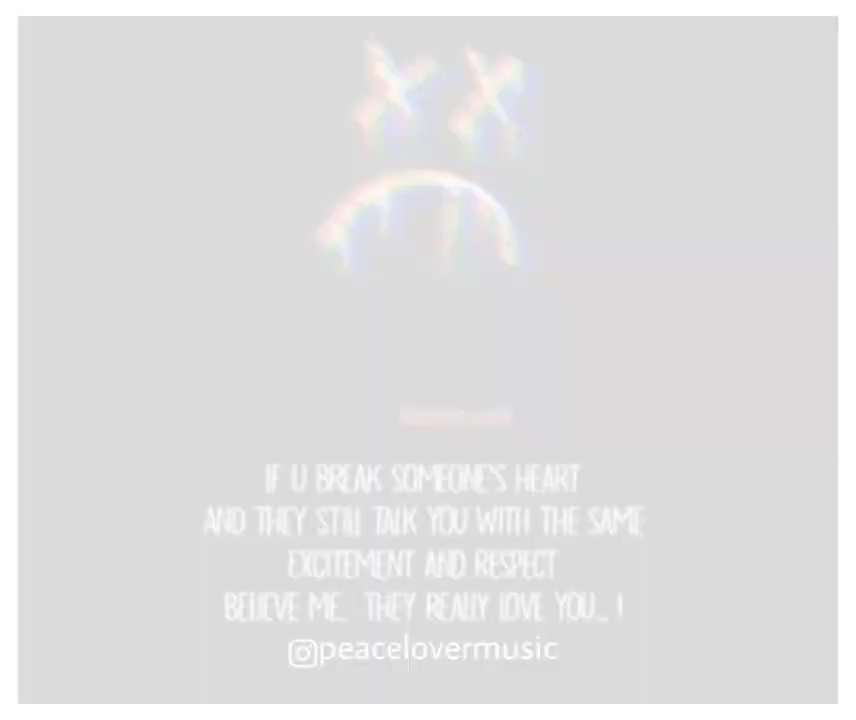 IF U BREAK SOMEONE'S HEART
AND THEY STILL TALK YOU WITH THE SAME
EXCITEMENT AND RESPECT
BELIEVE ME.. THEY REALLY LOVE YOU... !
@peacelovermusic